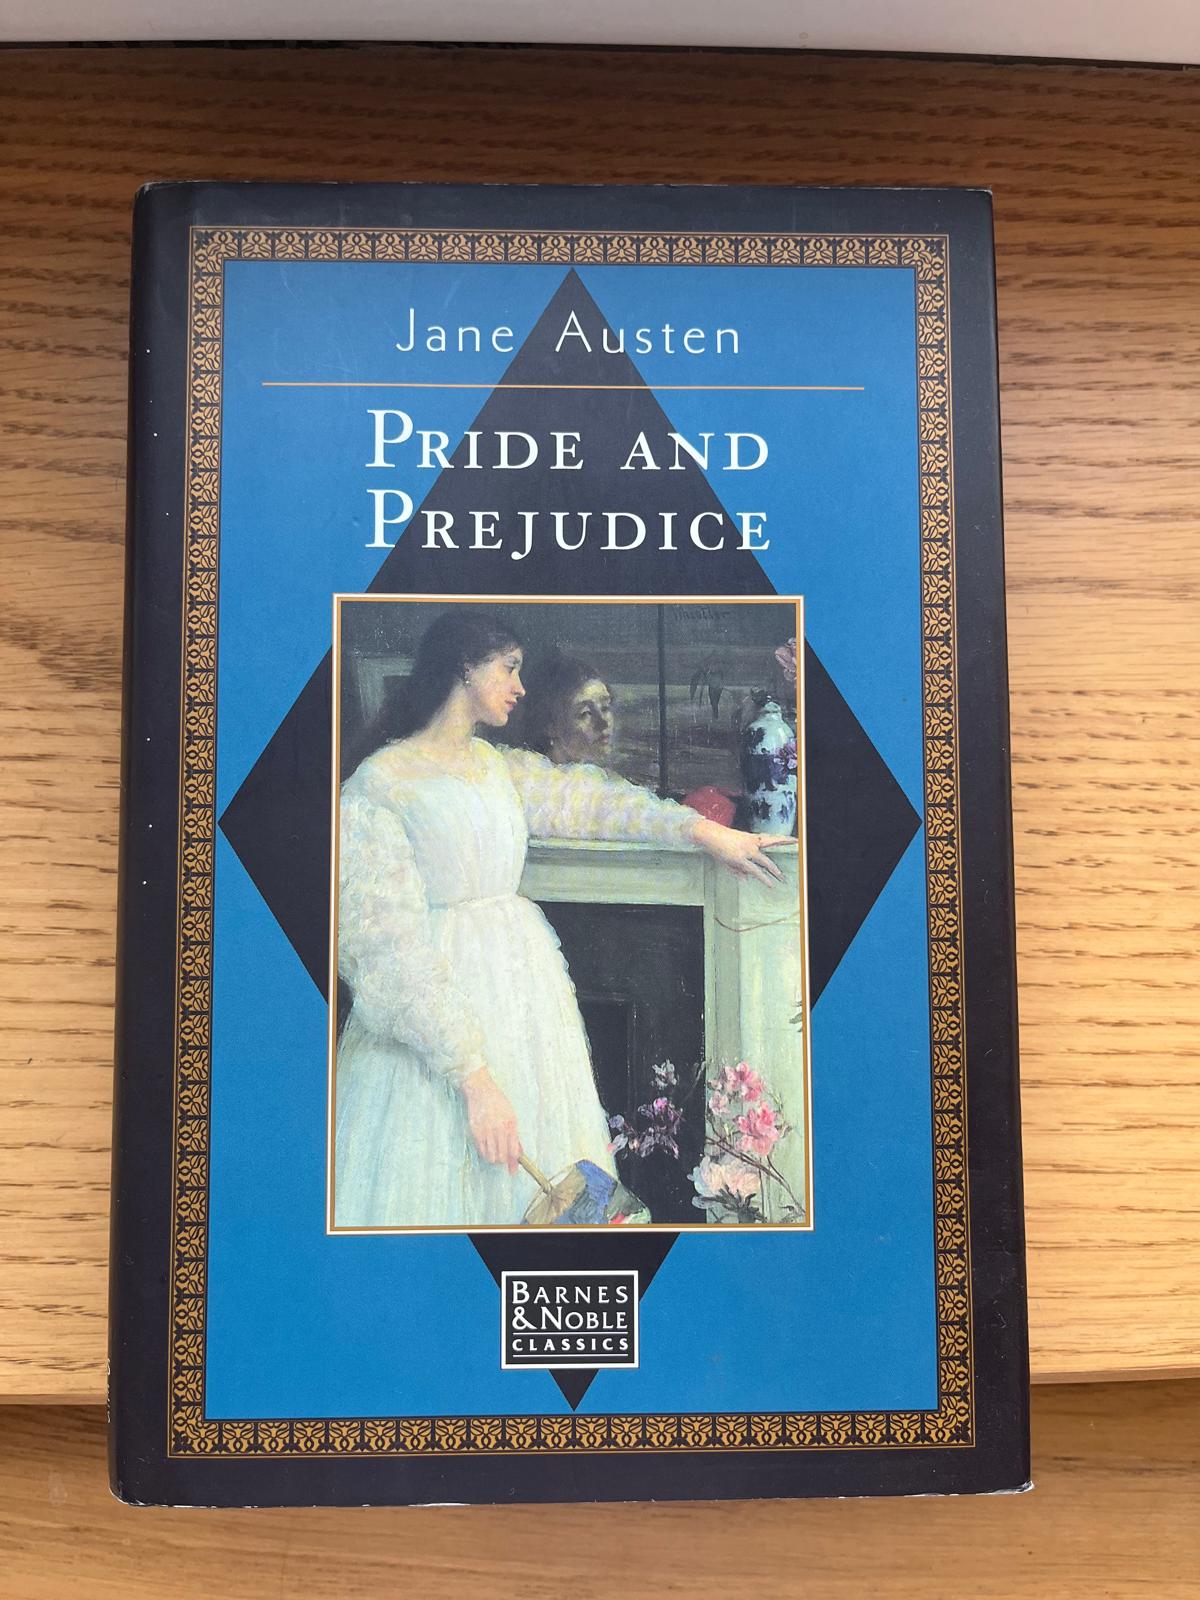 Jane Austen
PRIDE AND
PREJUDICE
BARNES
& NOBLE
CLASSICS